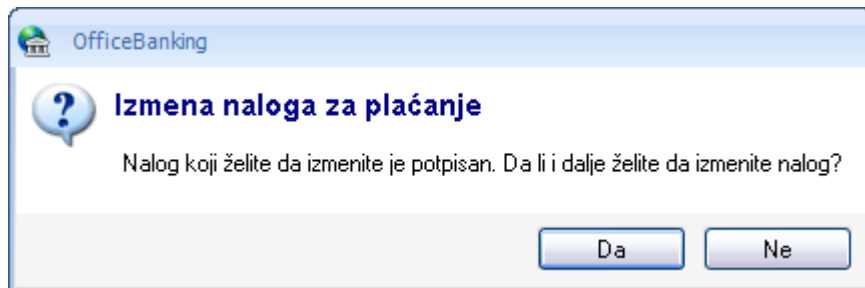 OfficeBanking
Izmena naloga za plaćanje
Nalog koji želite da izmenite je potpisan. Da li i dalje želite da izmenite nalog?
Da
Ne